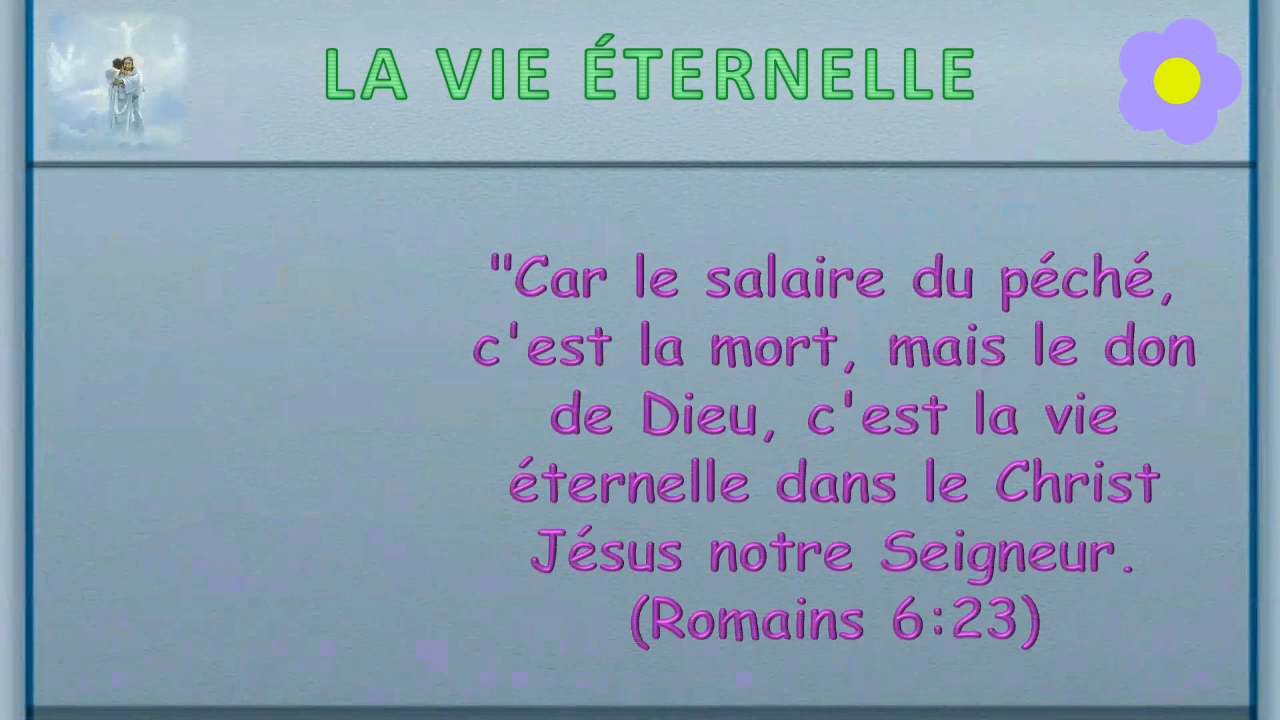 LA VIE ÉTERNELLE
"Car le salaire du péché,
c'est la mort, mais le don
de Dieu, c'est la vie
éternelle dans le Christ
Jésus notre Seigneur.
(Romains 6:23)